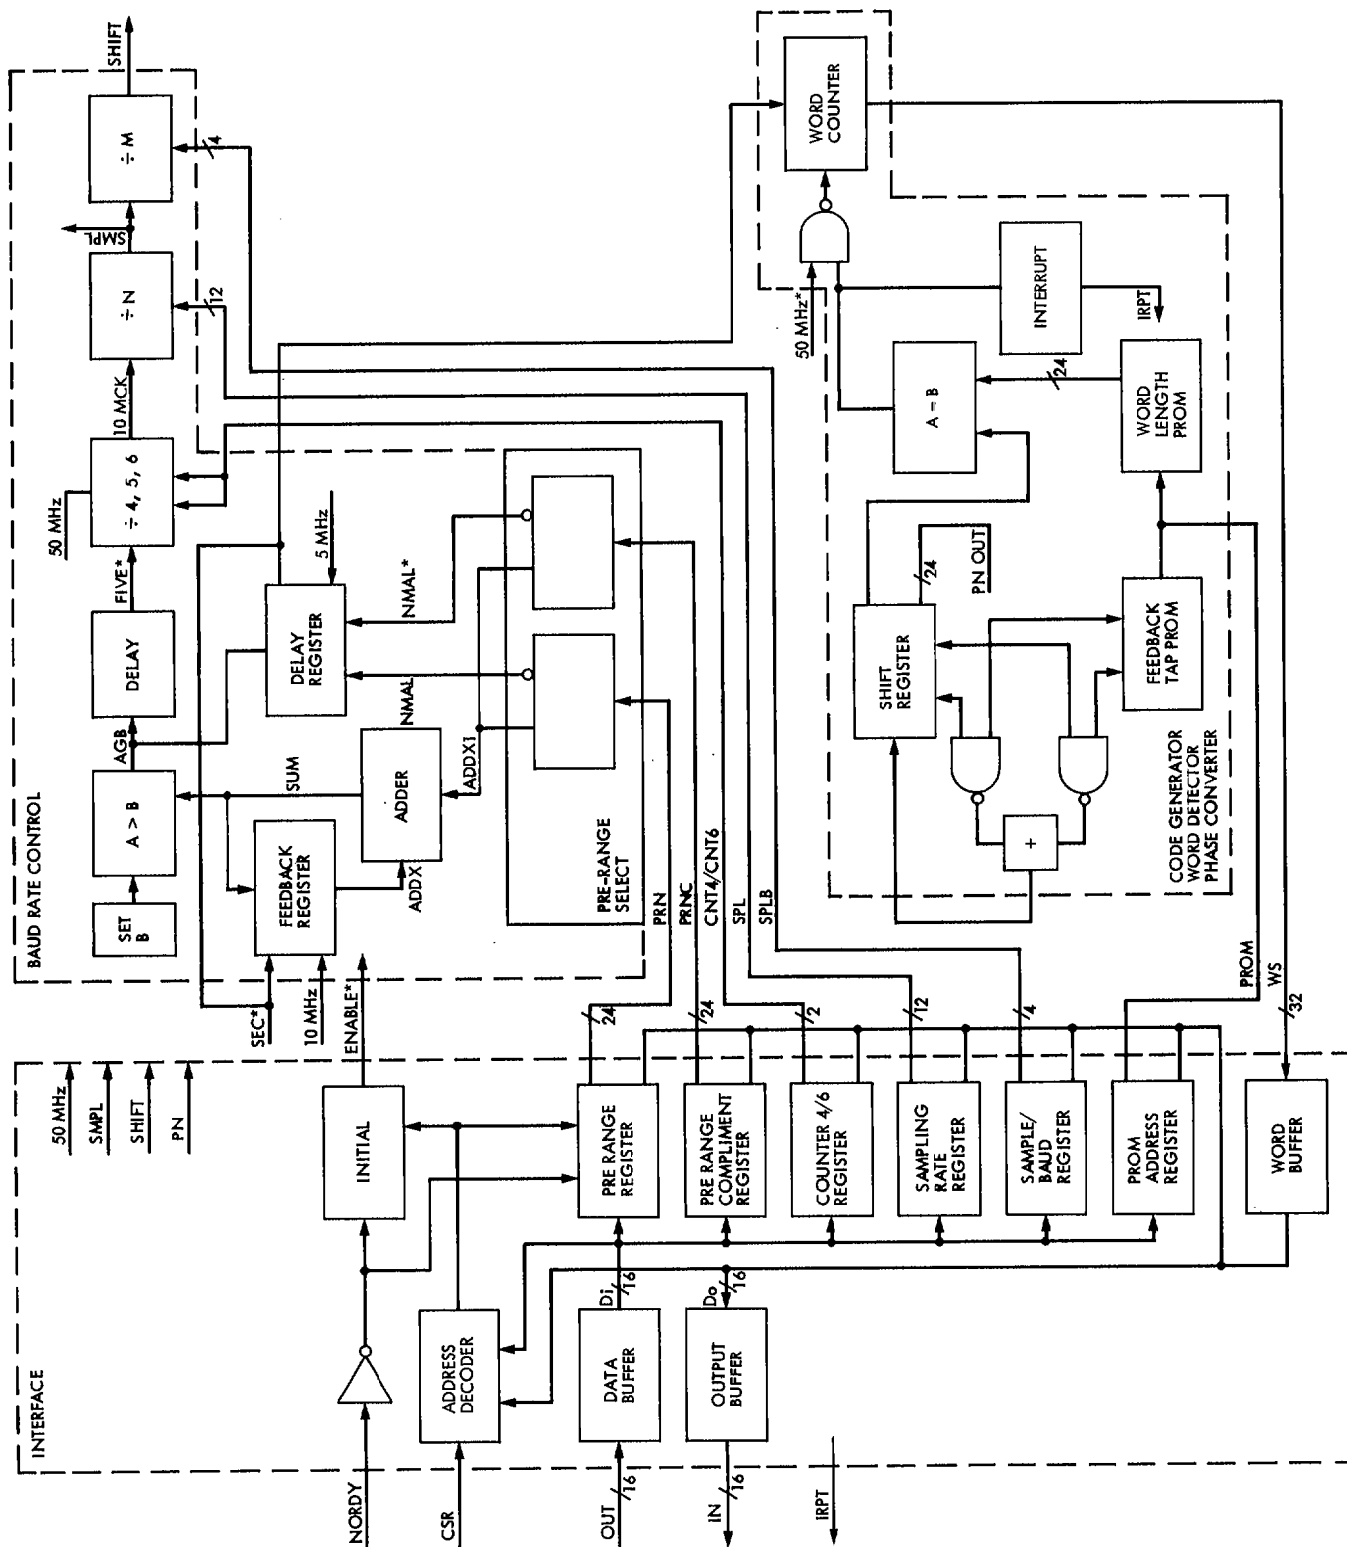 INTERFACE
NORDY
CSR
OUT
16
IN
16
IRPT
INITIAL
ADDRESS
DECODER
DATA
BUFFER
OUTPUT
BUFFER
Di
16
Do
16
50 MHz
SMPL
SHIFT
PN
PRE RANGE
REGISTER
PRE RANGE
COMPLIMENT
REGISTER
COUNTER 4/6
REGISTER
SAMPLING
RATE
REGISTER
SAMPLE/
BAUD
REGISTER
PROM
ADDRESS
REGISTER
WORD
BUFFER
24
24
2
12
4
32
SEC*
10 MHz
ENABLE*
PRN
PRNC
CNT4/CNT6
SPL
SPLB
PROM
WS
BAUD RATE CONTROL
SET
B
A > B
AGB
DELAY
FIVE*
50 MHz
÷ 4, 5, 6
10 MCK
÷ N
12
SMPL
÷ M
4
SHIFT
FEEDBACK
REGISTER
SUM
ADDX
ADDER
ADDX1
DELAY
REGISTER
5 MHz
NMAL
NMAL*
PRE-RANGE
SELECT
CODE GENERATOR
WORD DETECTOR
PHASE CONVERTER
+
SHIFT
REGISTER
24
PN OUT
FEEDBACK
TAP PROM
WORD
LENGTH
PROM
24
A = B
INTERRUPT
IRPT
50 MHz*
WORD
COUNTER